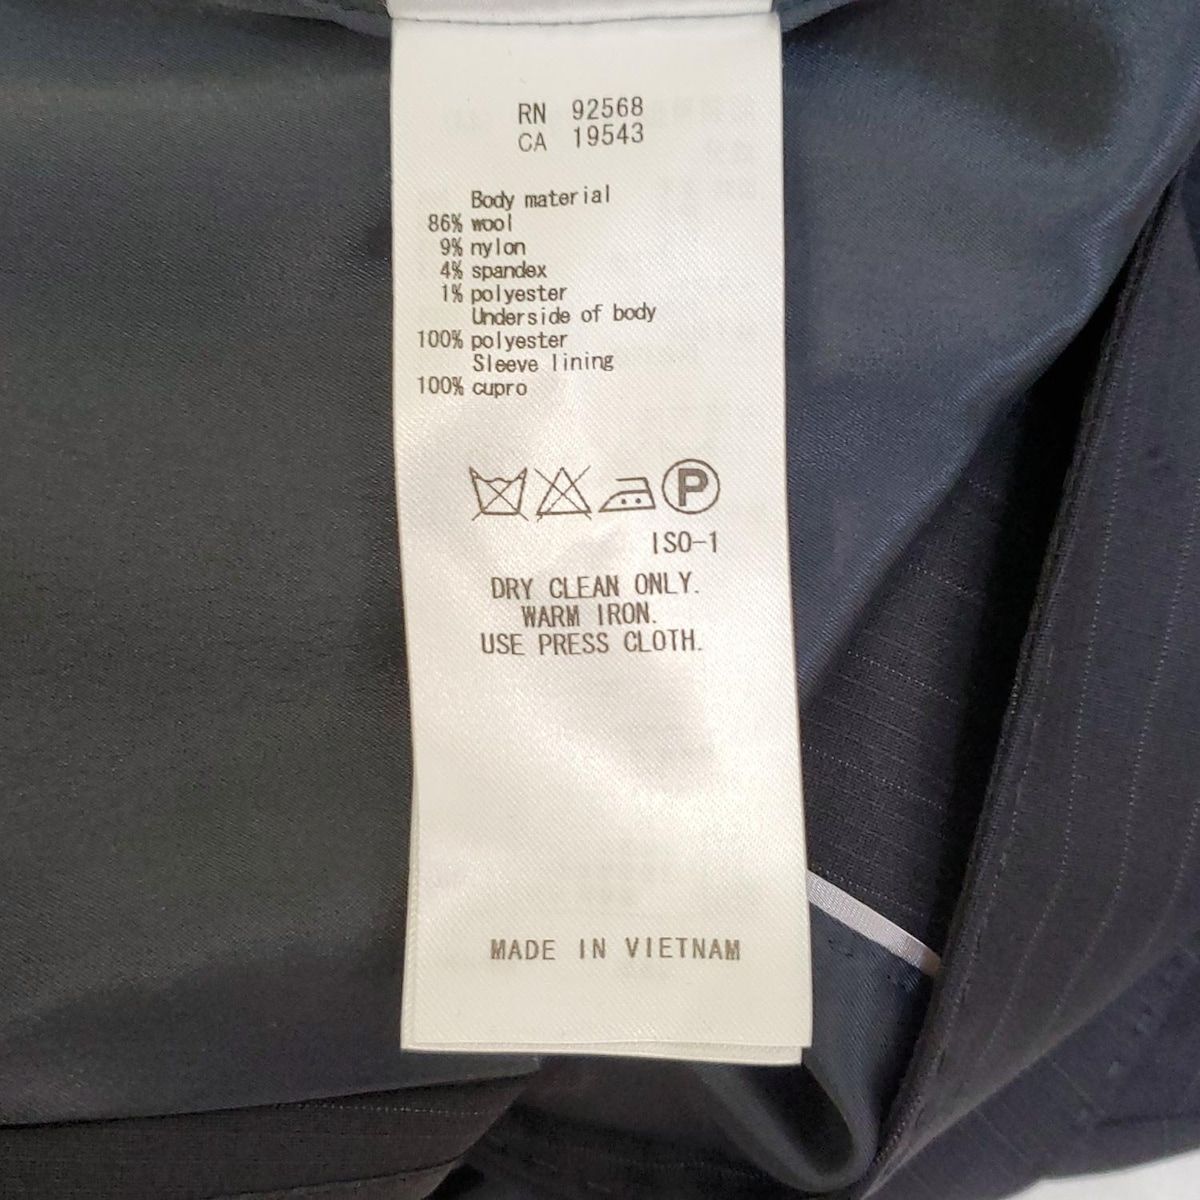 RN 92568
CA 19543
Body material
86% wool
9% nylon
4% spandex
1% polyester
Underside of body
100% polyester
Sleeve lining
100% cupro
P
ISO-1
DRY CLEAN ONLY.
WARM IRON.
USE PRESS CLOTH.
MADE IN VIETNAM